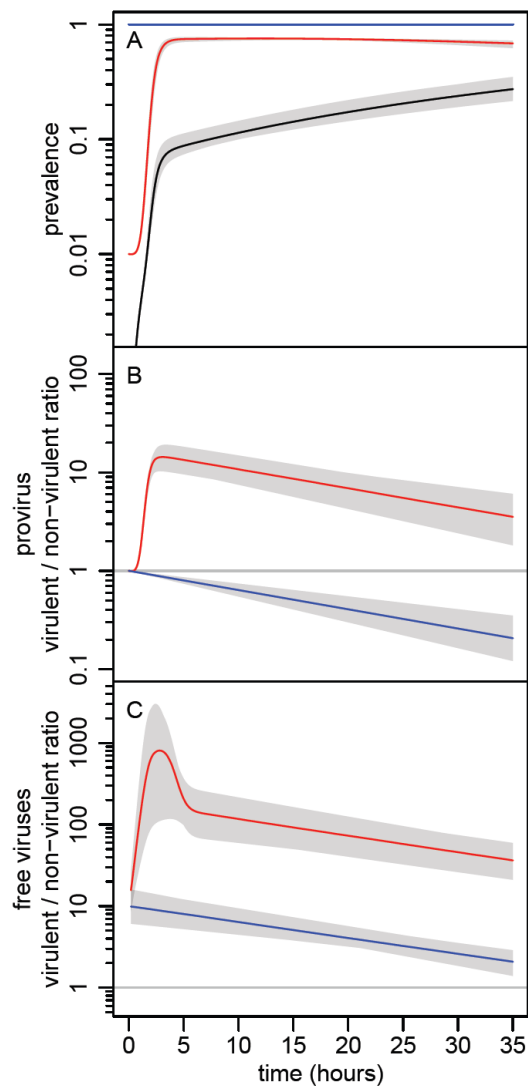 A
1
0.1
0.01
prevalence
B
100
10
1
0.1
provirus
virulent / non−virulent ratio
C
1000
100
10
1
free viruses
virulent / non−virulent ratio
0 5 10 15 20 25 30 35
time (hours)